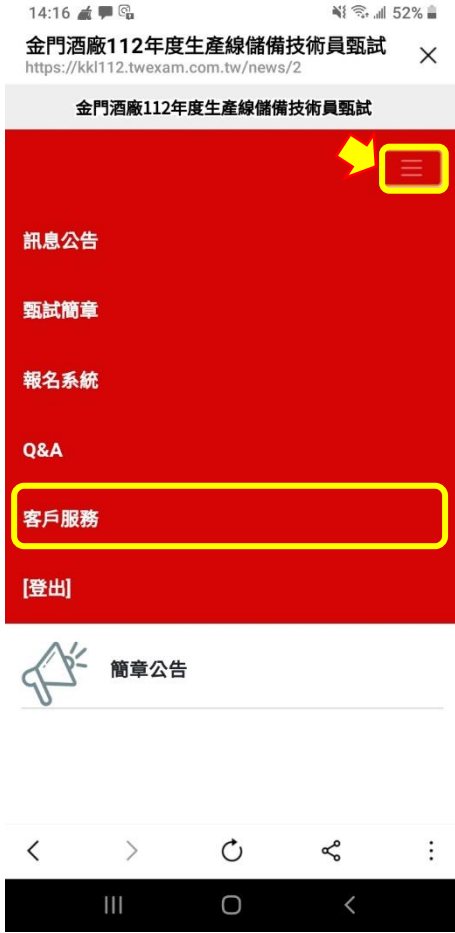 14:16
52%
金門酒廠112年度生產線儲備技術員甄試
https://kkl112.twexam.com.tw/news/2
金門酒廠112年度生產線儲備技術員甄試
訊息公告
甄試簡章
報名系統
Q&A
客戶服務
[登出]
簡章公告